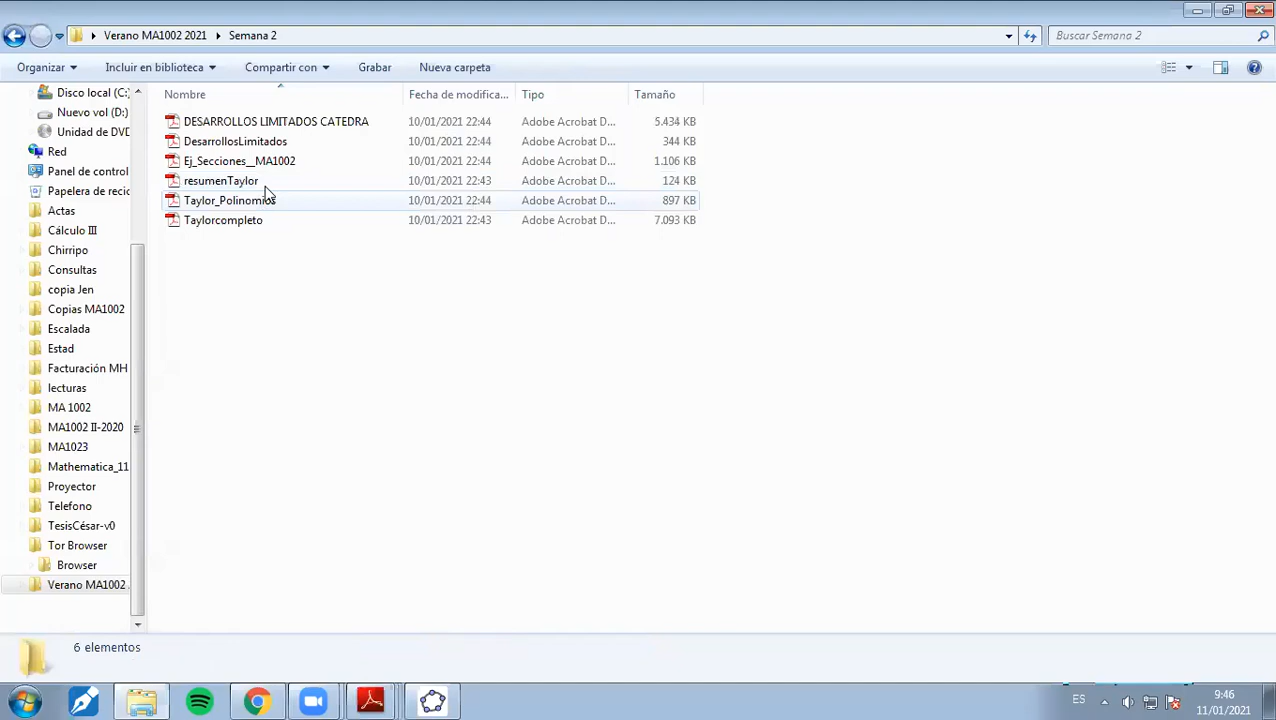 Verano MA1002 2021 Semana 2
Buscar Semana 2
Organizar Incluir en biblioteca Compartir con Grabar Nueva carpeta
Nombre Fecha de modifica... Tipo Tamaño
DESARROLLOS LIMITADOS CATEDRA 10/01/2021 22:44 Adobe Acrobat D... 5.434 KB
DesarrollosLimitados 10/01/2021 22:44 Adobe Acrobat D... 344 KB
Ej_Secciones__MA1002 10/01/2021 22:44 Adobe Acrobat D... 1.106 KB
resumenTaylor 10/01/2021 22:43 Adobe Acrobat D... 124 KB
Taylor_Polinomios 10/01/2021 22:44 Adobe Acrobat D... 897 KB
Taylorcompleto 10/01/2021 22:43 Adobe Acrobat D... 7.093 KB
Disco local (C:)
Nuevo vol (D:)
Unidad de DVD
Red
Panel de control
Papelera de reci
Actas
Cálculo III
Chirripo
Consultas
copia Jen
Copias MA1002
Escalada
Estad
Facturación MH
lecturas
MA 1002
MA1002 II-2020
MA1023
Mathematica_11
Proyector
Telefono
TesisCésar-v0
Tor Browser
Browser
Verano MA1002
6 elementos
ES
9:46
11/01/2021